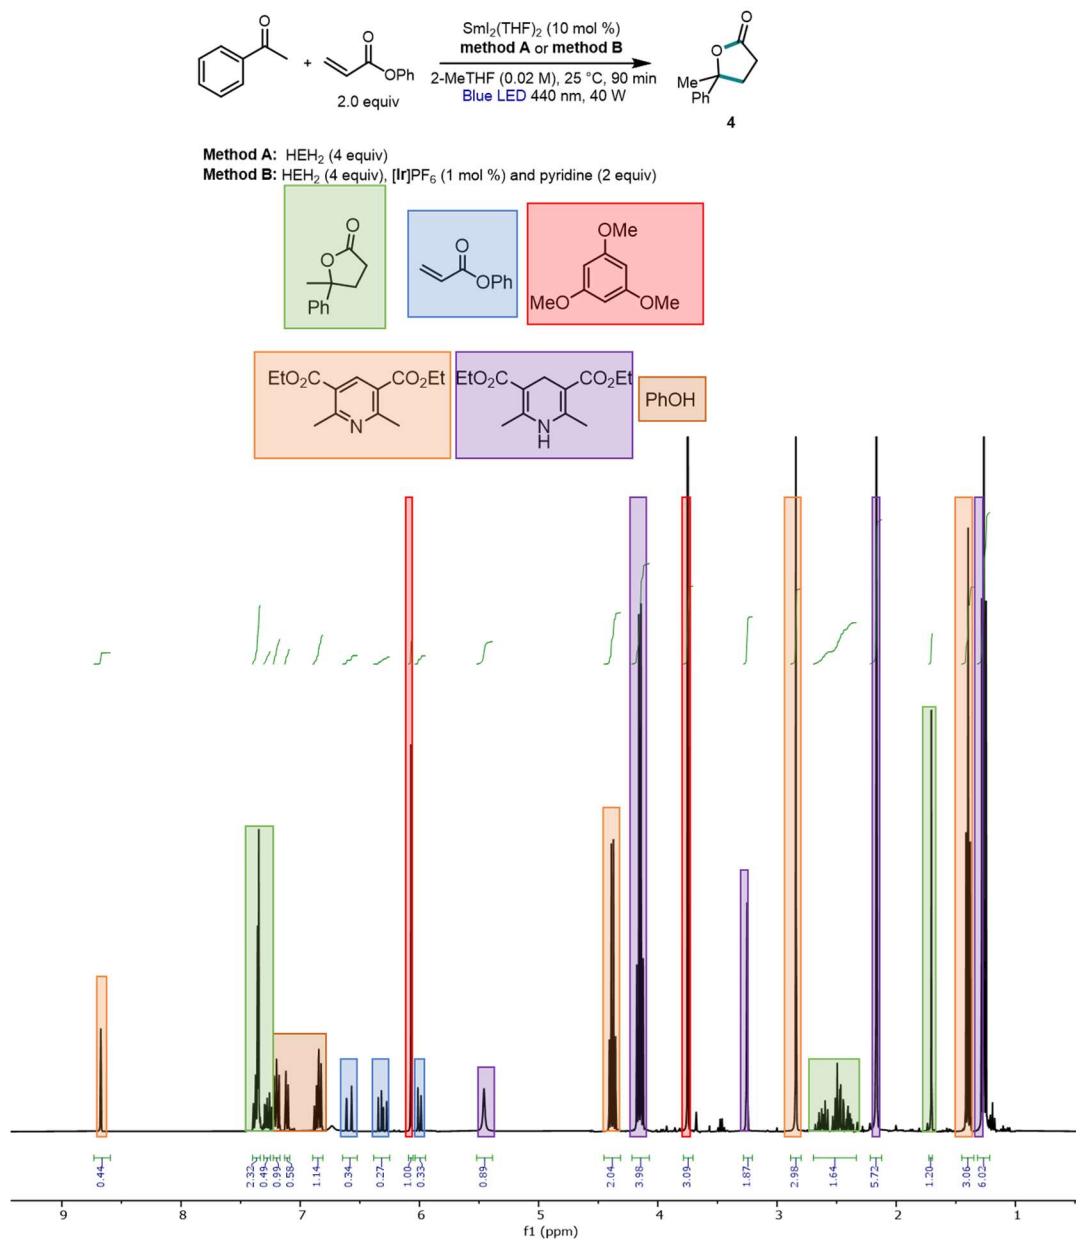 O
O
+
OPh
2.0 equiv
SmI2(THF)2 (10 mol %)
method A or method B
2-MeTHF (0.02 M), 25 °C, 90 min
Blue LED 440 nm, 40 W
O
O
Me
Ph
4
Method A: HEH2 (4 equiv)
Method B: HEH2 (4 equiv), [Ir]PF6 (1 mol %) and pyridine (2 equiv)
O
O
Ph
O
OPh
OMe
MeO
OMe
EtO2C
CO2Et
N
EtO2C
CO2Et
N
H
PhOH
0.44
2.32
0.49
0.99
0.58
1.14
0.34
0.27
1.00
0.33
0.89
2.04
3.98
3.09
1.87
2.98
1.64
5.72
1.20
3.06
6.02
9 8 7 6 5 4 3 2 1
f1 (ppm)